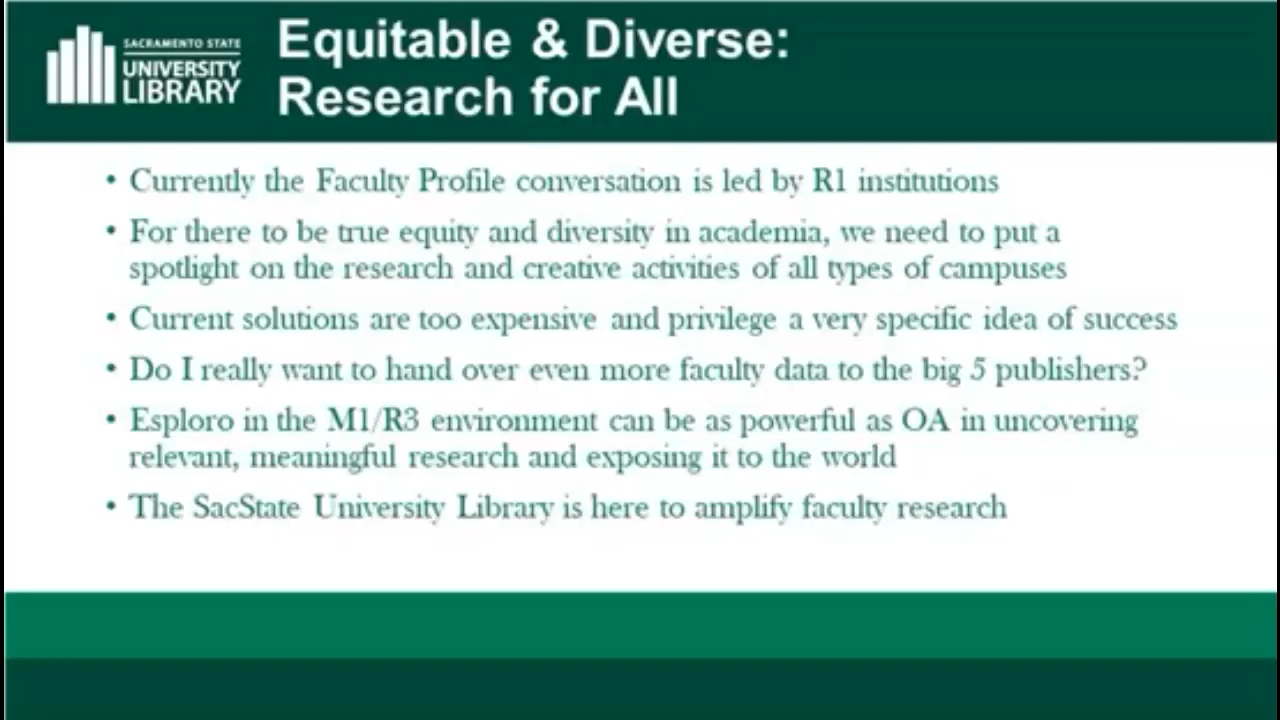 SACRAMENTO STATE
UNIVERSITY
LIBRARY
Equitable & Diverse:
Research for All
• Currently the Faculty Profile conversation is led by R1 institutions
• For there to be true equity and diversity in academia, we need to put a
spotlight on the research and creative activities of all types of campuses
• Current solutions are too expensive and privilege a very specific idea of success
• Do I really want to hand over even more faculty data to the big 5 publishers?
• Esploro in the M1/R3 environment can be as powerful as OA in uncovering
relevant, meaningful research and exposing it to the world
• The SacState University Library is here to amplify faculty research